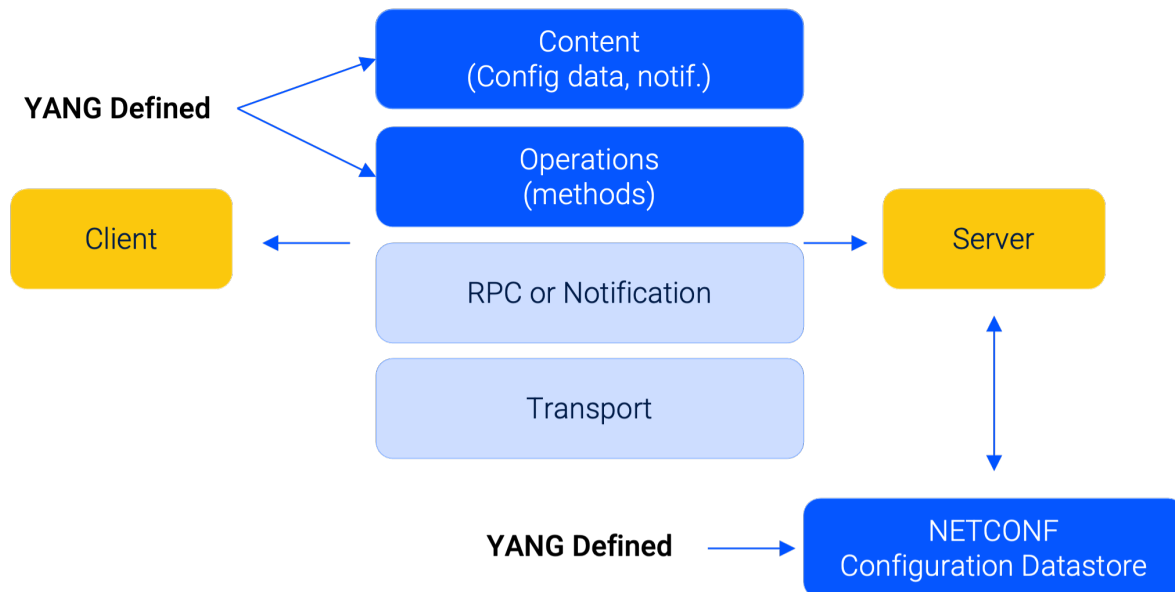 Content
(Config data, notif.)
YANG Defined
Operations
(methods)
Client
Server
RPC or Notification
Transport
YANG Defined
NETCONF
Configuration Datastore